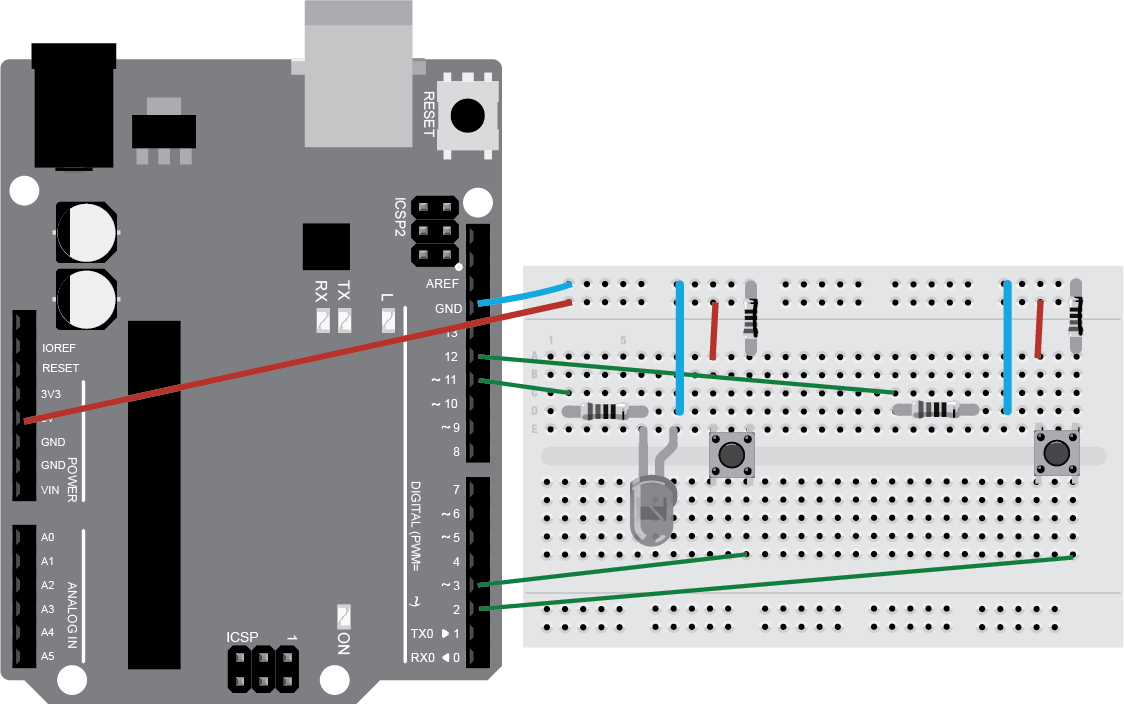 RESET
ICSP2
AREF
GND
13
12
~ 11
~ 10
~ 9
8
RX
TX
L
IOREF
RESET
3V3
GND
GND
VIN
POWER
A0
A1
A2
A3
A4
A5
ANALOG IN
7
~ 6
~ 5
4
~ 3
2
TX0 ▶ 1
RX0 ◀ 0
DIGITAL (PWM= ~
ICSP
1
ON
1
5
A
B
C
D
E